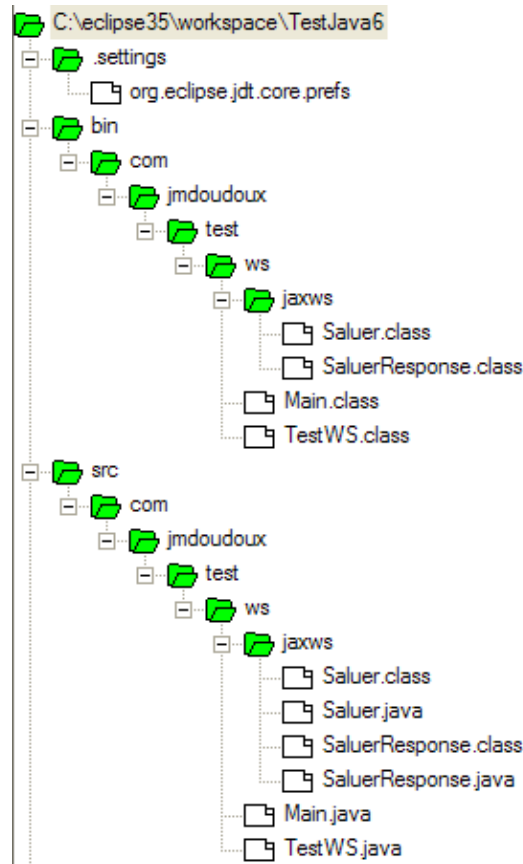 C:\eclipse35\workspace\TestJava6
.settings
org.eclipse.jdt.core.prefs
bin
com
jmdoudoux
test
ws
jaxws
Saluer.class
SaluerResponse.class
Main.class
TestWS.class
src
com
jmdoudoux
test
ws
jaxws
Saluer.class
Saluer.java
SaluerResponse.class
SaluerResponse.java
Main.java
TestWS.java